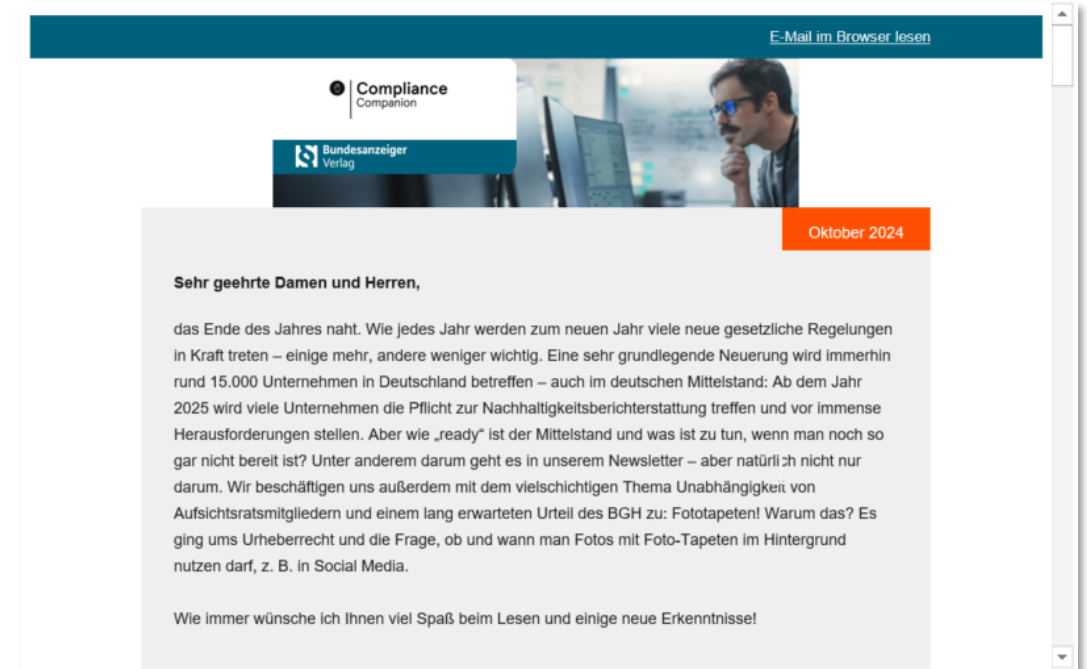 E-Mail im Browser lesen
Compliance
Companion
Bundesanzeiger
Verlag
Oktober 2024
Sehr geehrte Damen und Herren,
das Ende des Jahres naht. Wie jedes Jahr werden zum neuen Jahr viele neue gesetzliche Regelungen
in Kraft treten – einige mehr, andere weniger wichtig. Eine sehr grundlegende Neuerung wird immerhin
rund 15.000 Unternehmen in Deutschland betreffen – auch im deutschen Mittelstand: Ab dem Jahr
2025 wird viele Unternehmen die Pflicht zur Nachhaltigkeitsberichterstattung treffen und vor immense
Herausforderungen stellen. Aber wie „ready“ ist der Mittelstand und was ist zu tun, wenn man noch so
gar nicht bereit ist? Unter anderem darum geht es in unserem Newsletter – aber natürlich nicht nur
darum. Wir beschäftigen uns außerdem mit dem vielschichtigen Thema Unabhängigkeit von
Aufsichtsratsmitgliedern und einem lang erwarteten Urteil des BGH zu: Fototapeten! Warum das? Es
ging ums Urheberrecht und die Frage, ob und wann man Fotos mit Foto-Tapeten im Hintergrund
nutzen darf, z. B. in Social Media.
Wie immer wünsche ich Ihnen viel Spaß beim Lesen und einige neue Erkenntnisse!